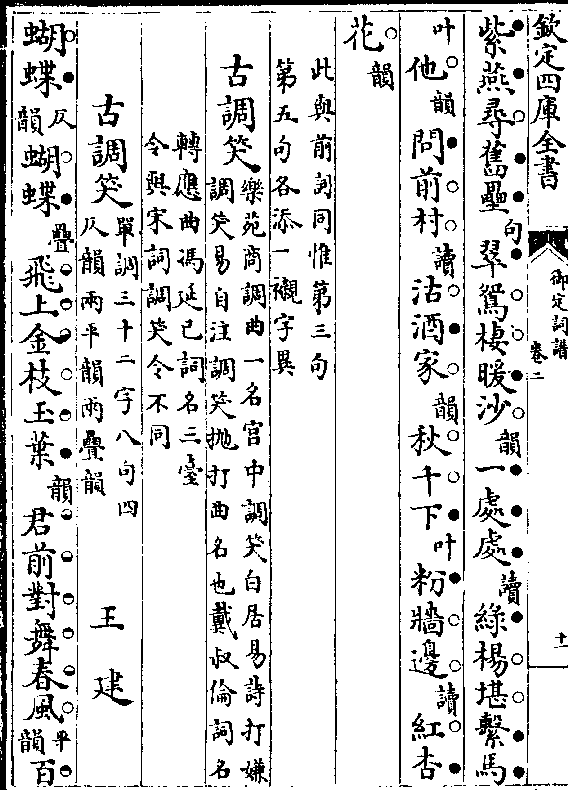 欽定四庫全書
御定詞譜
卷二
十一
紫燕尋舊壘句翠鴛棲暖沙韻一處處讀綠楊堪繫馬
叶他韻問前村讀沽酒家韻秋千下叶粉牆邊讀紅杏
花韻
此與前詞同惟第三句
第五句各添一襯字異
古調笑樂苑商調曲一名宮中調笑白居易詩打嫌
調笑易自注調笑拋打曲名也戴叔倫詞名
轉應曲馮延巳詞名三臺
令與宋詞調笑令不同
古調笑單調三十二字八句四
仄韻兩平韻兩疊韻
王建
蝴蝶仄韻蝴蝶疊飛上金枝玉葉韻君前對舞春風平韻百